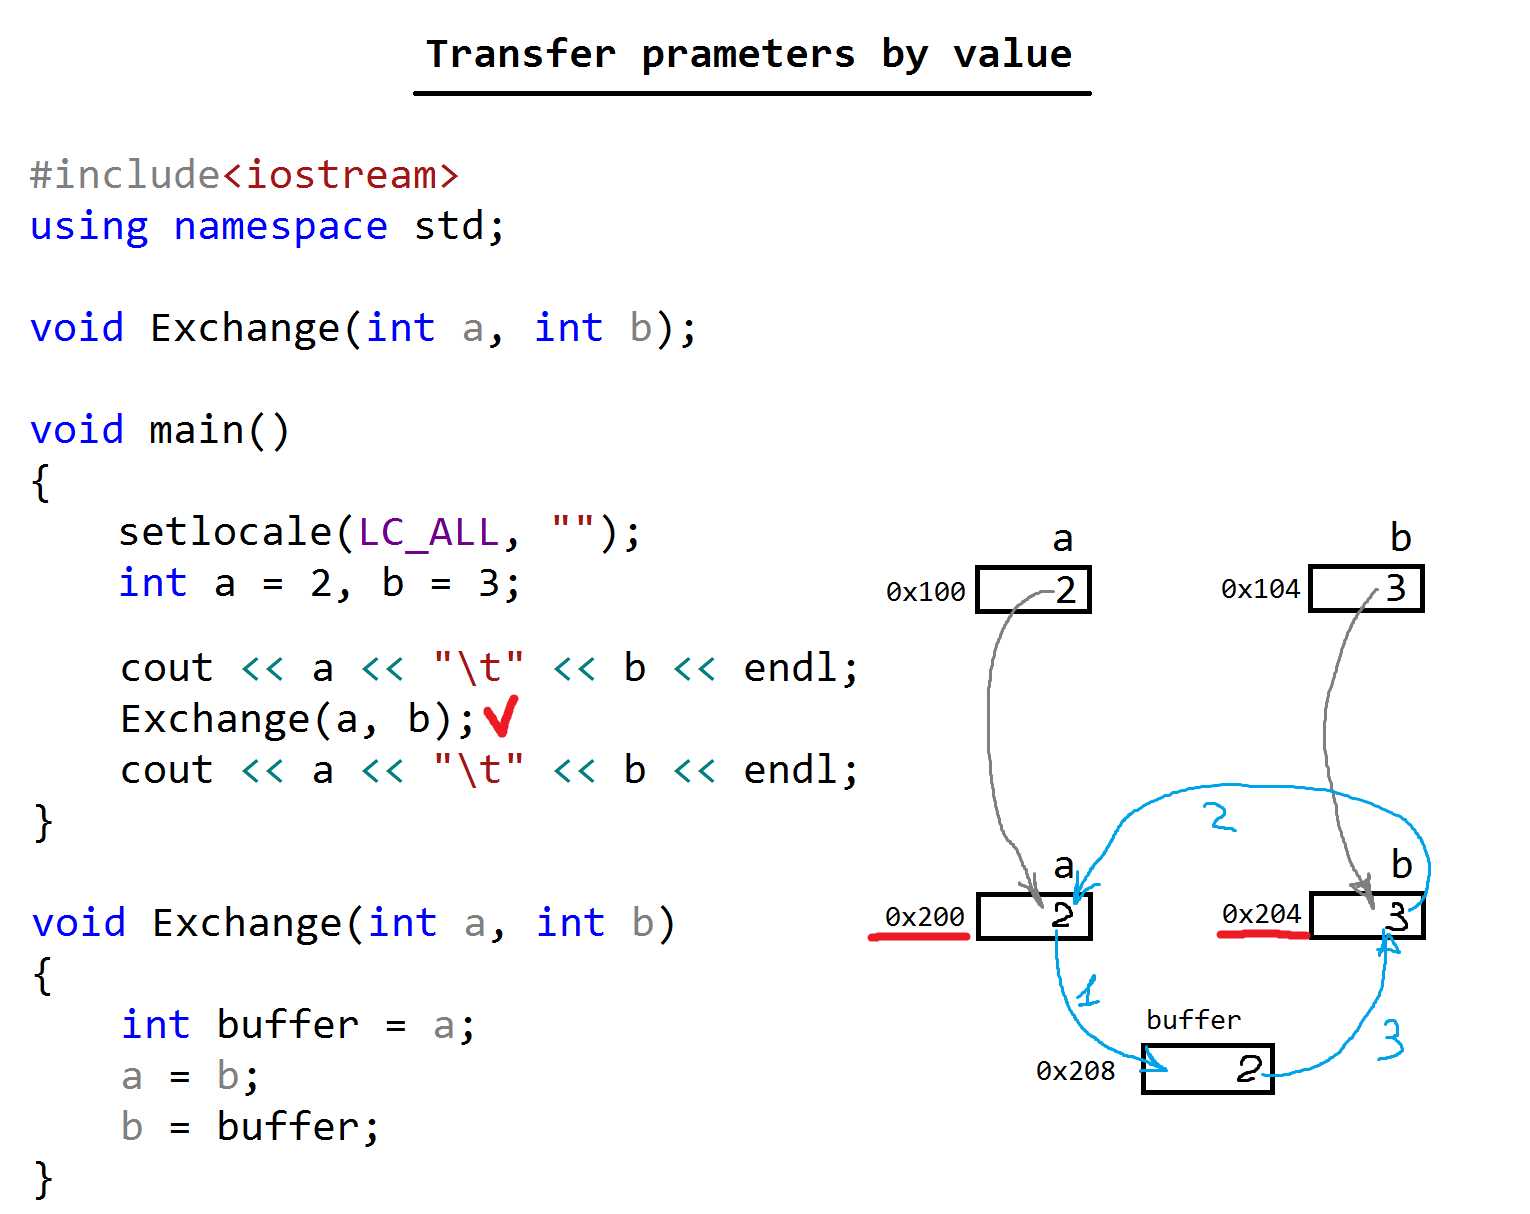 Transfer prameters by value
#include<iostream>
using namespace std;
void Exchange(int a, int b);
void main()
{
setlocale(LC_ALL, "");
int a = 2, b = 3;
cout << a << "\t" << b << endl;
Exchange(a, b);
cout << a << "\t" << b << endl;
}
void Exchange(int a, int b)
{
int buffer = a;
a = b;
b = buffer;
}
a b
0x100 2 0x104 3
2
a b
0x200 2 0x204 3
1
buffer
3
0x208 2